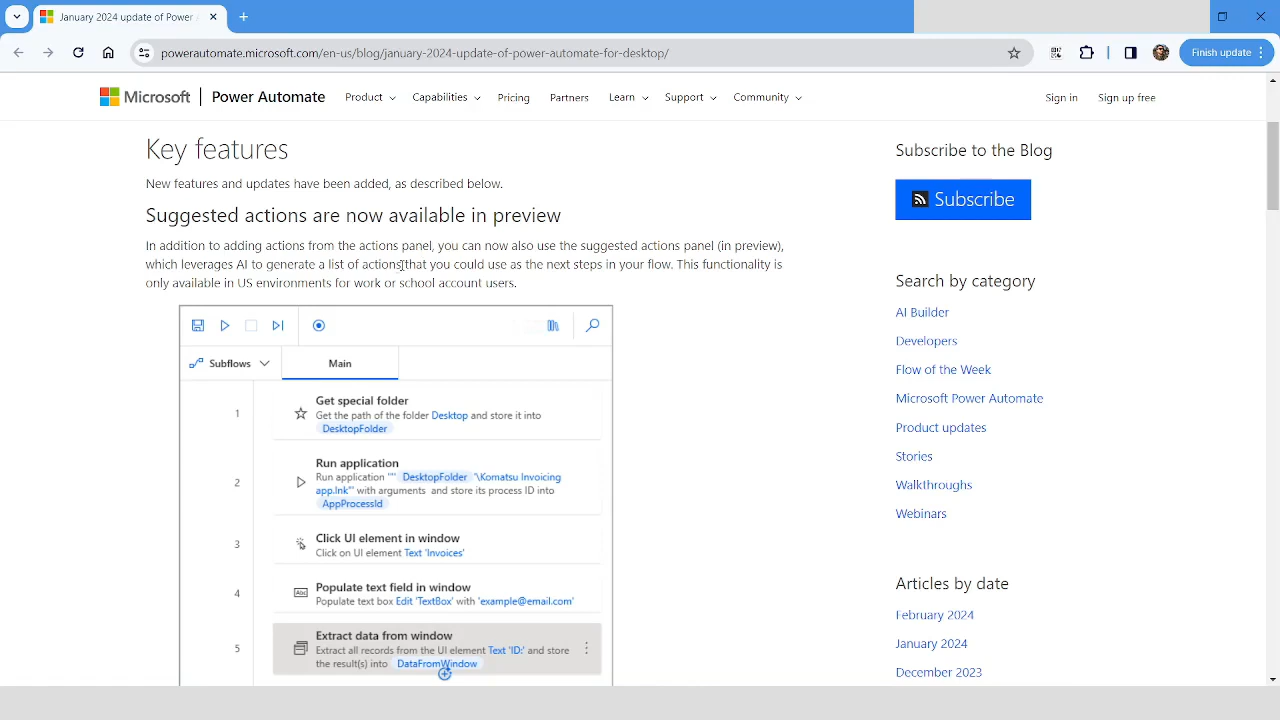 January 2024 update of Power
powerautomate.microsoft.com/en-us/blog/january-2024-update-of-power-automate-for-desktop/
Finish update
Microsoft
Power Automate
Product
Capabilities
Pricing
Partners
Learn
Support
Community
Sign in
Sign up free
Key features
New features and updates have been added, as described below.
Suggested actions are now available in preview
In addition to adding actions from the actions panel, you can now also use the suggested actions panel (in preview),
which leverages AI to generate a list of actions that you could use as the next steps in your flow. This functionality is
only available in US environments for work or school account users.
Subflows
Main
1
Get special folder
Get the path of the folder Desktop and store it into
DesktopFolder
2
Run application
Run application "'" DesktopFolder "\Komatsu Invoicing
app.lnk"' with arguments and store its process ID into
AppProcessId
3
Click UI element in window
Click on UI element Text 'Invoices'
4
Abc
Populate text field in window
Populate text box Edit 'TextBox' with 'example@email.com'
5
Extract data from window
Extract all records from the UI element Text 'ID:' and store
the result(s) into DataFromWindow
Subscribe to the Blog
Subscribe
Search by category
AI Builder
Developers
Flow of the Week
Microsoft Power Automate
Product updates
Stories
Walkthroughs
Webinars
Articles by date
February 2024
January 2024
December 2023